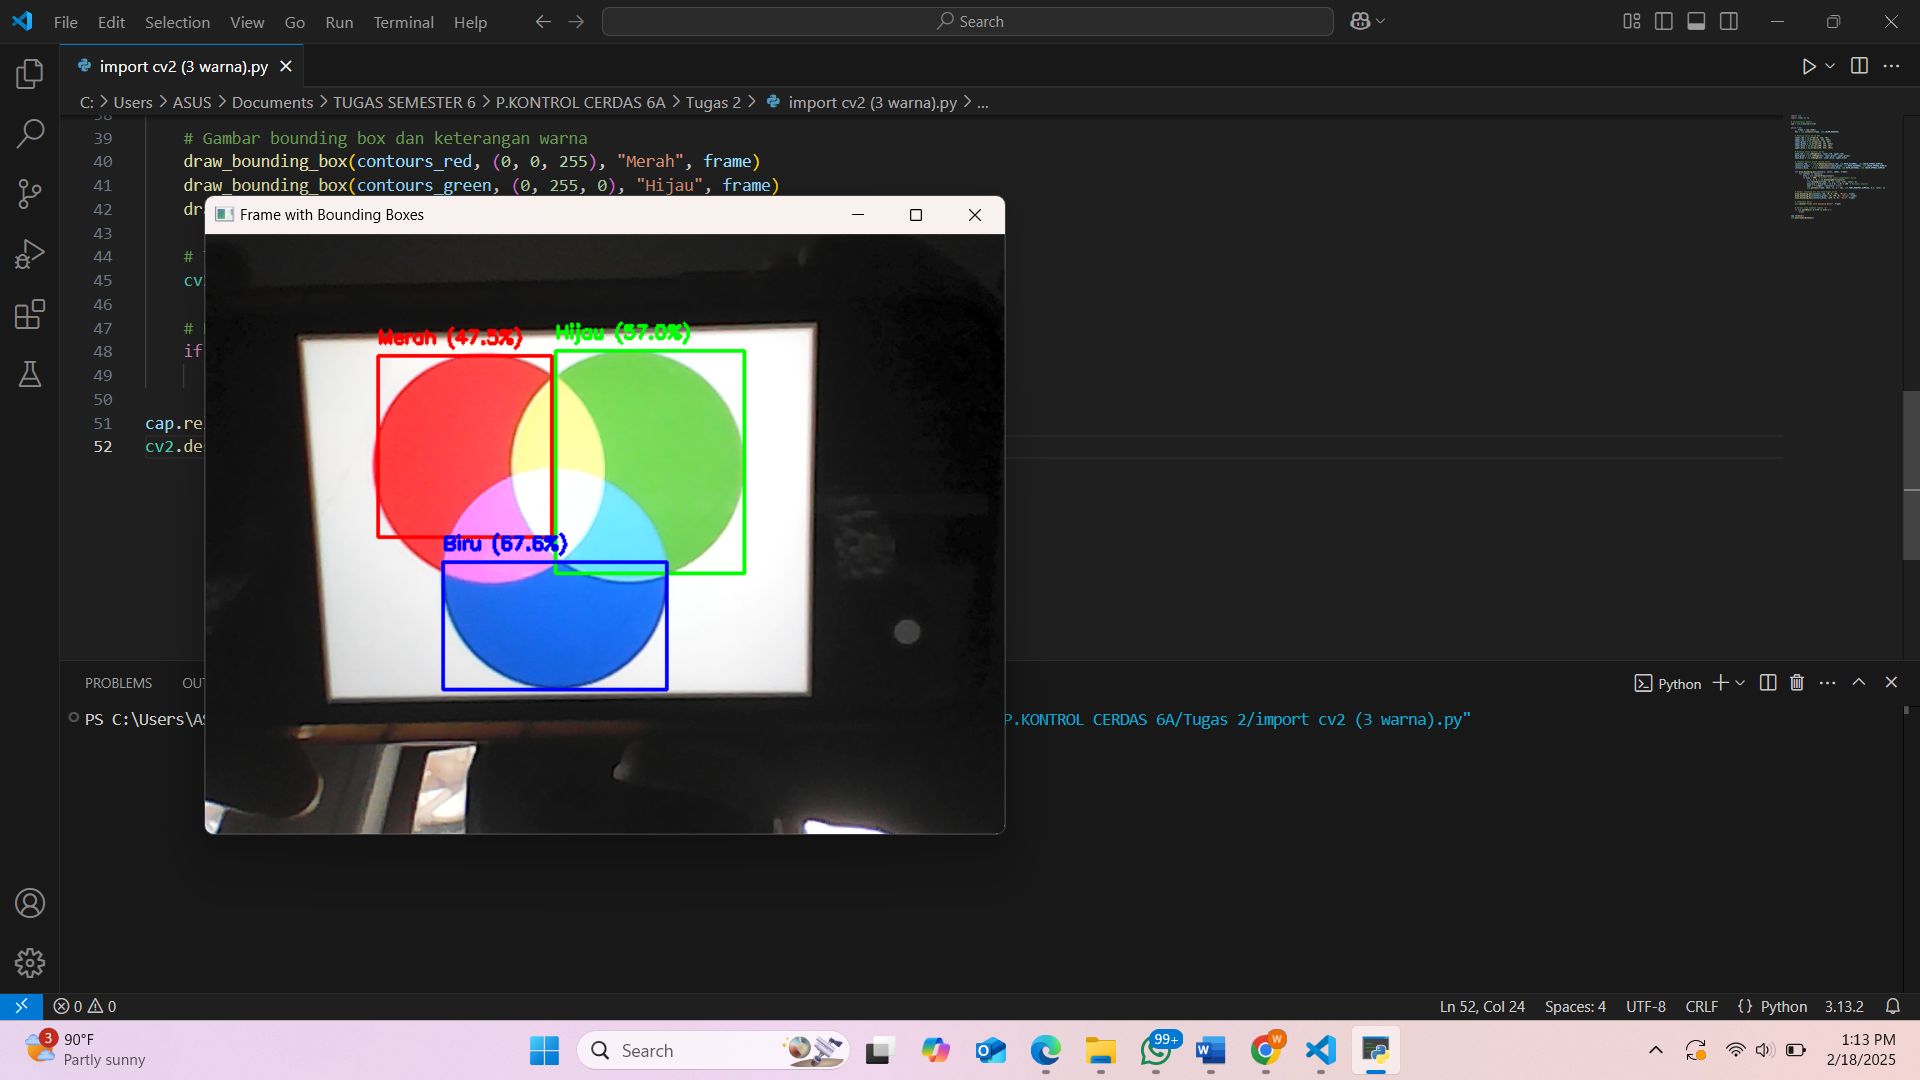 File Edit Selection View Go Run Terminal Help
Search
import cv2 (3 warna).py
C: > Users > ASUS > Documents > TUGAS SEMESTER 6 > P.KONTROL CERDAS 6A > Tugas 2 > import cv2 (3 warna).py > ...
38
39 # Gambar bounding box dan keterangan warna
40 draw_bounding_box(contours_red, (0, 0, 255), "Merah", frame)
41 draw_bounding_box(contours_green, (0, 255, 0), "Hijau", frame)
42 dr
43
44 #
45 cv
46
47 #
48 if
49
50
51 cap.re
52 cv2.de
Frame with Bounding Boxes
Merah (47.5%)
Hijau (57.0%)
Biru (67.6%)
PROBLEMS OU
Python
PS C:\Users\AS
P.KONTROL CERDAS 6A/Tugas 2/import cv2 (3 warna).py"
0 0
Ln 52, Col 24 Spaces: 4 UTF-8 CRLF {} Python 3.13.2
3
90°F
Partly sunny
Search
99+
W
1:13 PM
2/18/2025